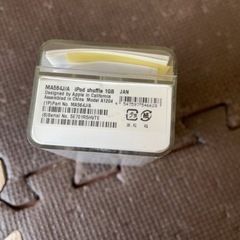 MA564J/A iPod shuffle 1GB JAN
Designed by Apple in California
Assembled in China Model A1204
(1P)Part No. MA564J/A
(S)Serial No.